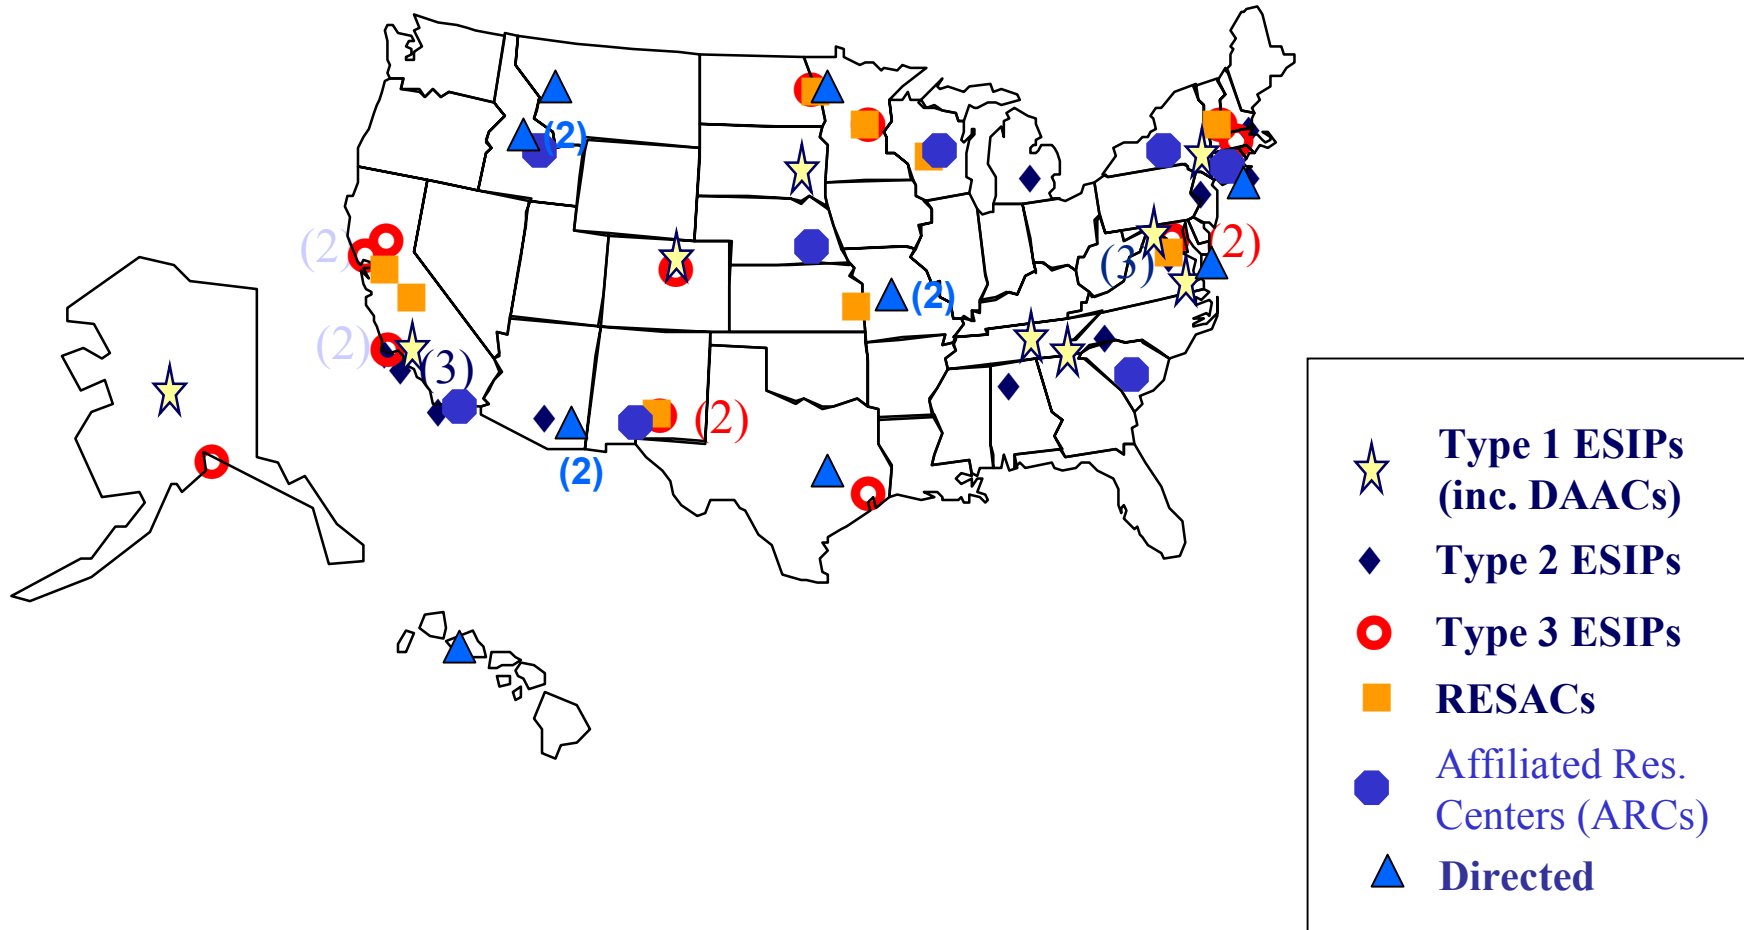 (2)
(2)
(2)
(3)
(2)
(2)
(3)
(2)
(2)
Type 1 ESIPs
(inc. DAACs)
Type 2 ESIPs
Type 3 ESIPs
RESACs
Affiliated Res.
Centers (ARCs)
Directed